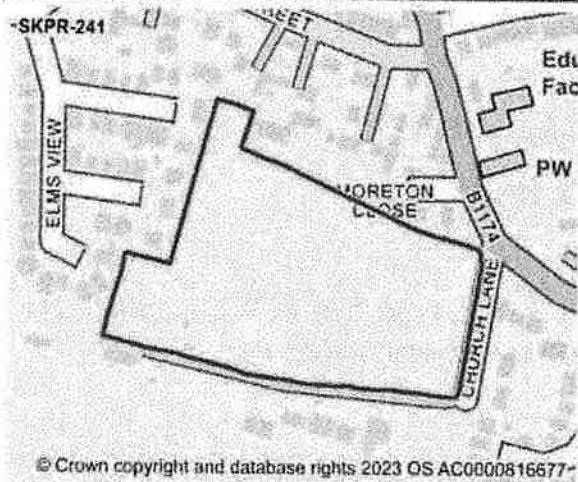 SKPR-241
REET
Edu
Fac
ELMS VIEW
PW
MORETON
CLOSE
B1174
CHURCH LANE
© Crown copyright and database rights 2023 OS AC0000816677